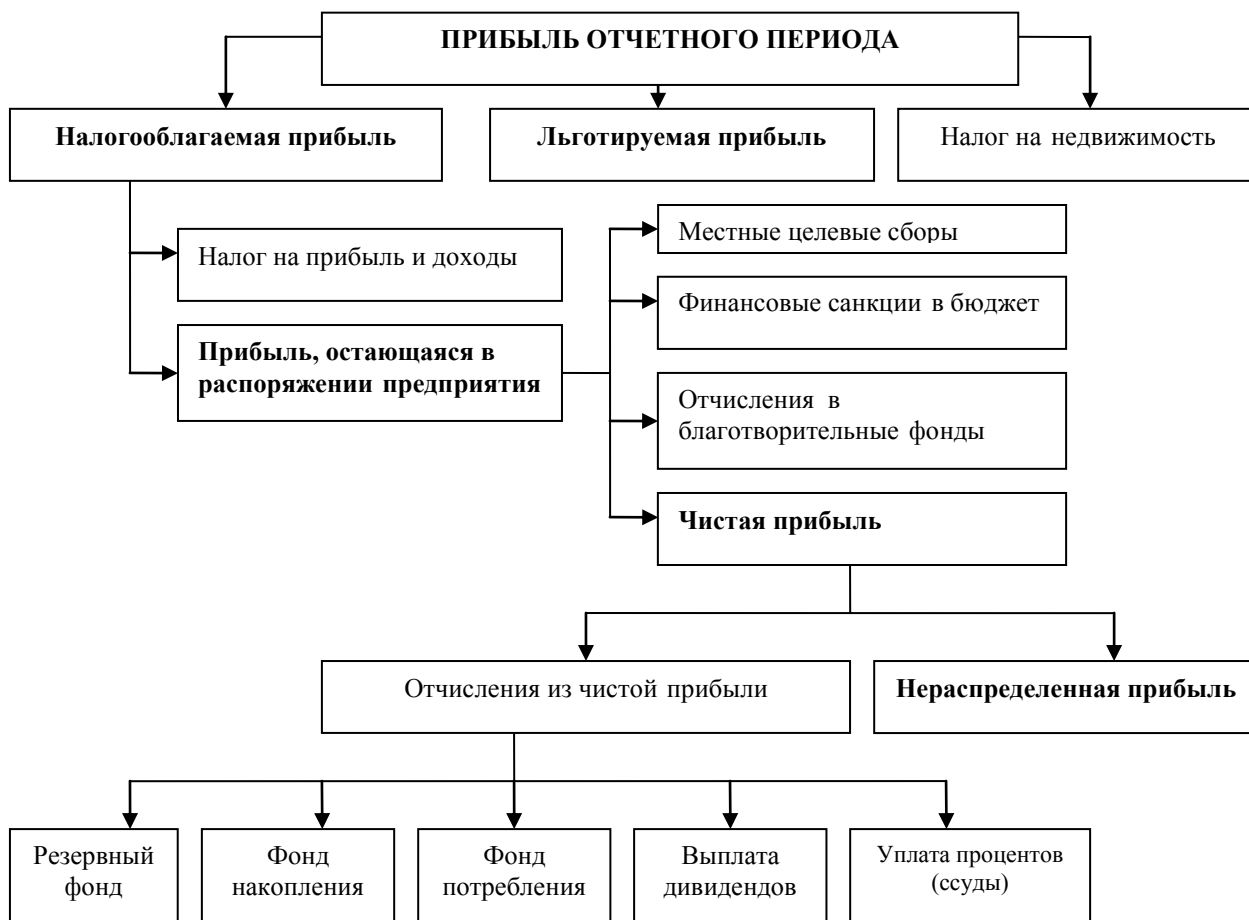 ПРИБЫЛЬ ОТЧЕТНОГО ПЕРИОДА
Налогооблагаемая прибыль
Льготируемая прибыль
Налог на недвижимость
Налог на прибыль и доходы
Прибыль, остающаяся в
распоряжении предприятия
Местные целевые сборы
Финансовые санкции в бюджет
Отчисления в
благотворительные фонды
Чистая прибыль
Отчисления из чистой прибыли
Нераспределенная прибыль
Резервный
фонд
Фонд
накопления
Фонд
потребления
Выплата
дивидендов
Уплата процентов
(ссуды)